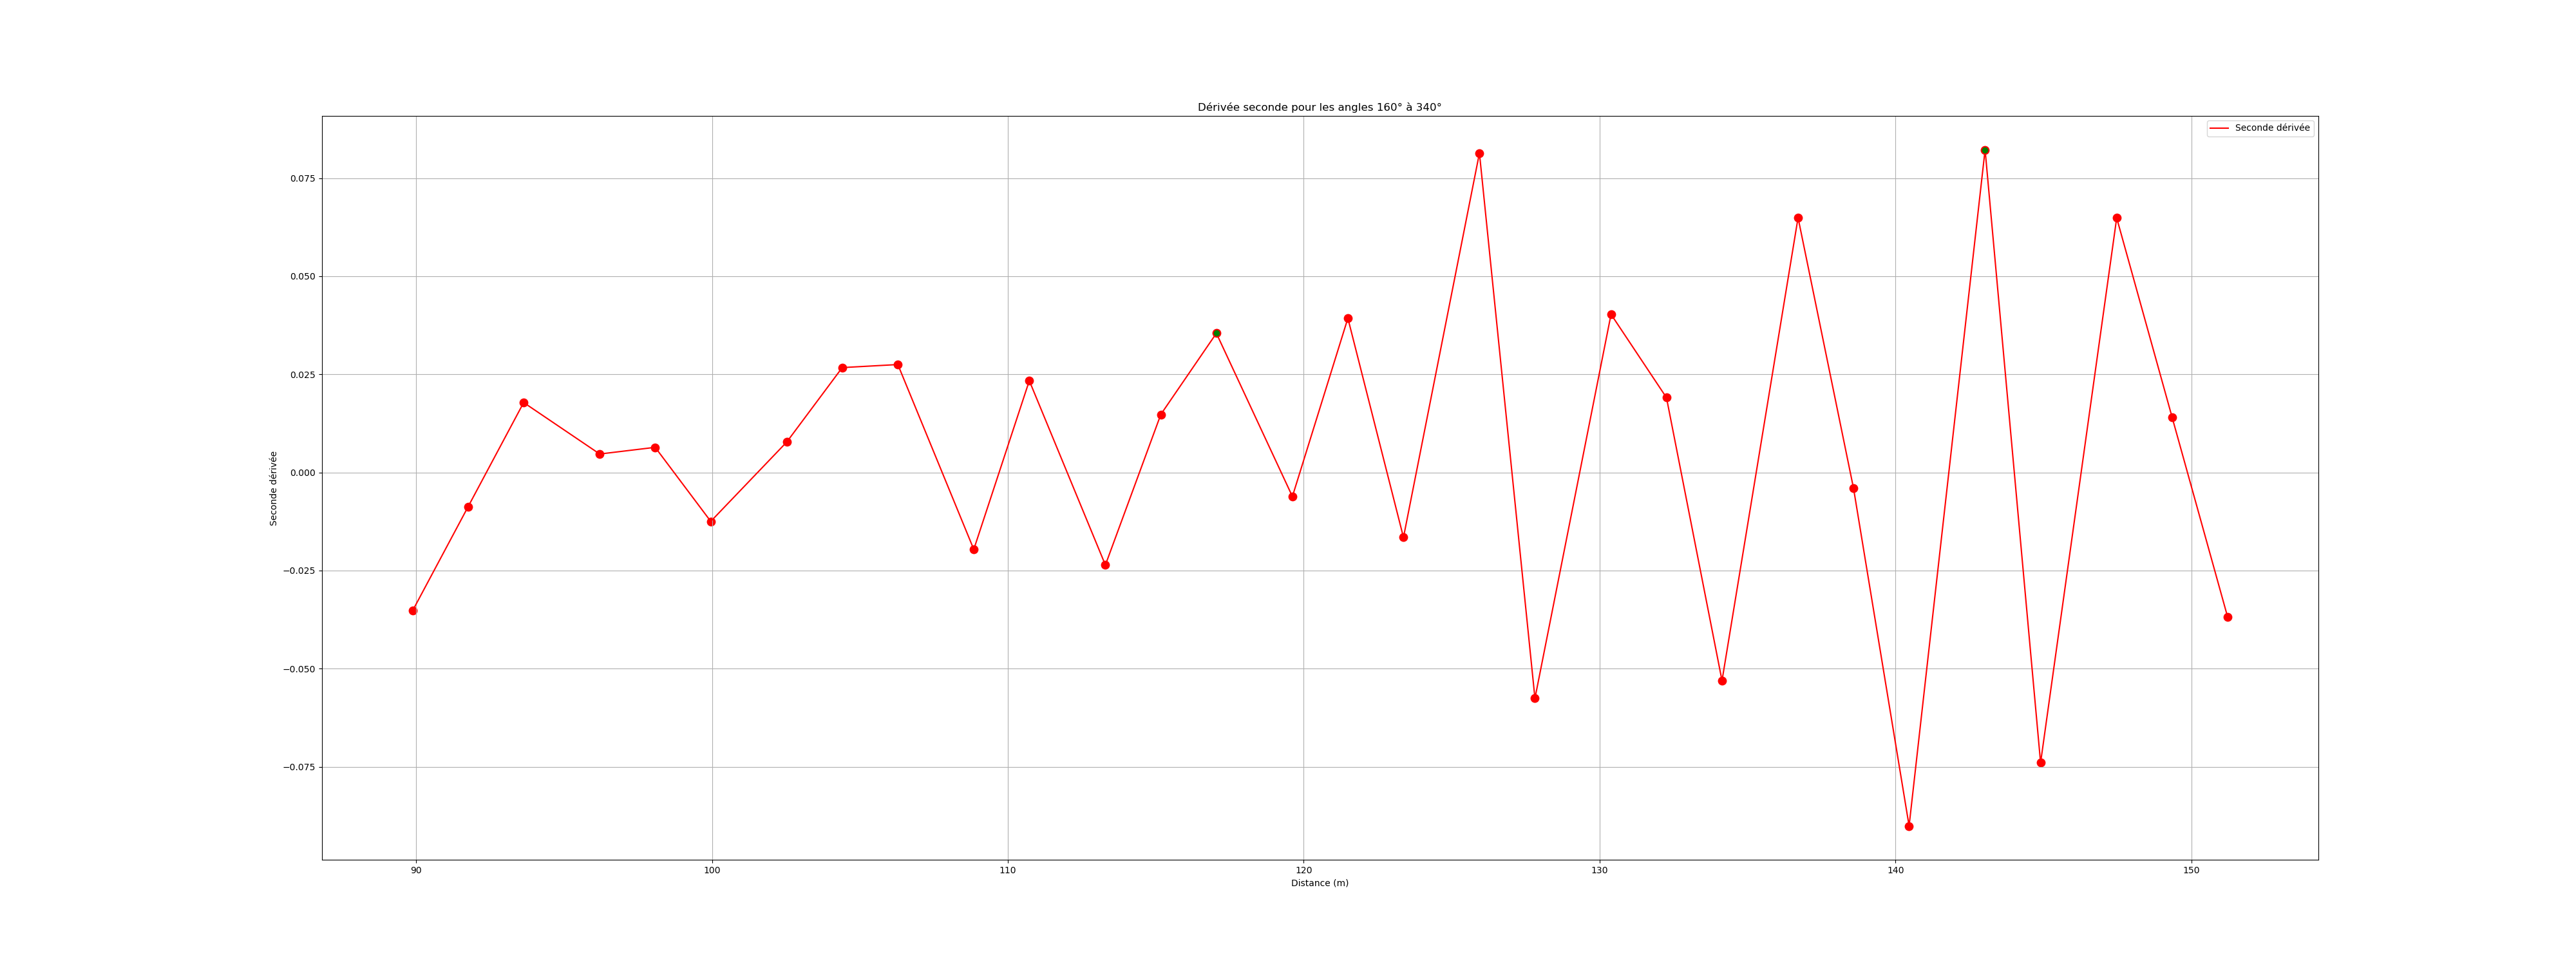 Dérivée seconde pour les angles 160° à 340°
Seconde dérivée
0.075
0.050
0.025
0.000
−0.025
−0.050
−0.075
Seconde dérivée
90 100 110 120 130 140 150
Distance (m)